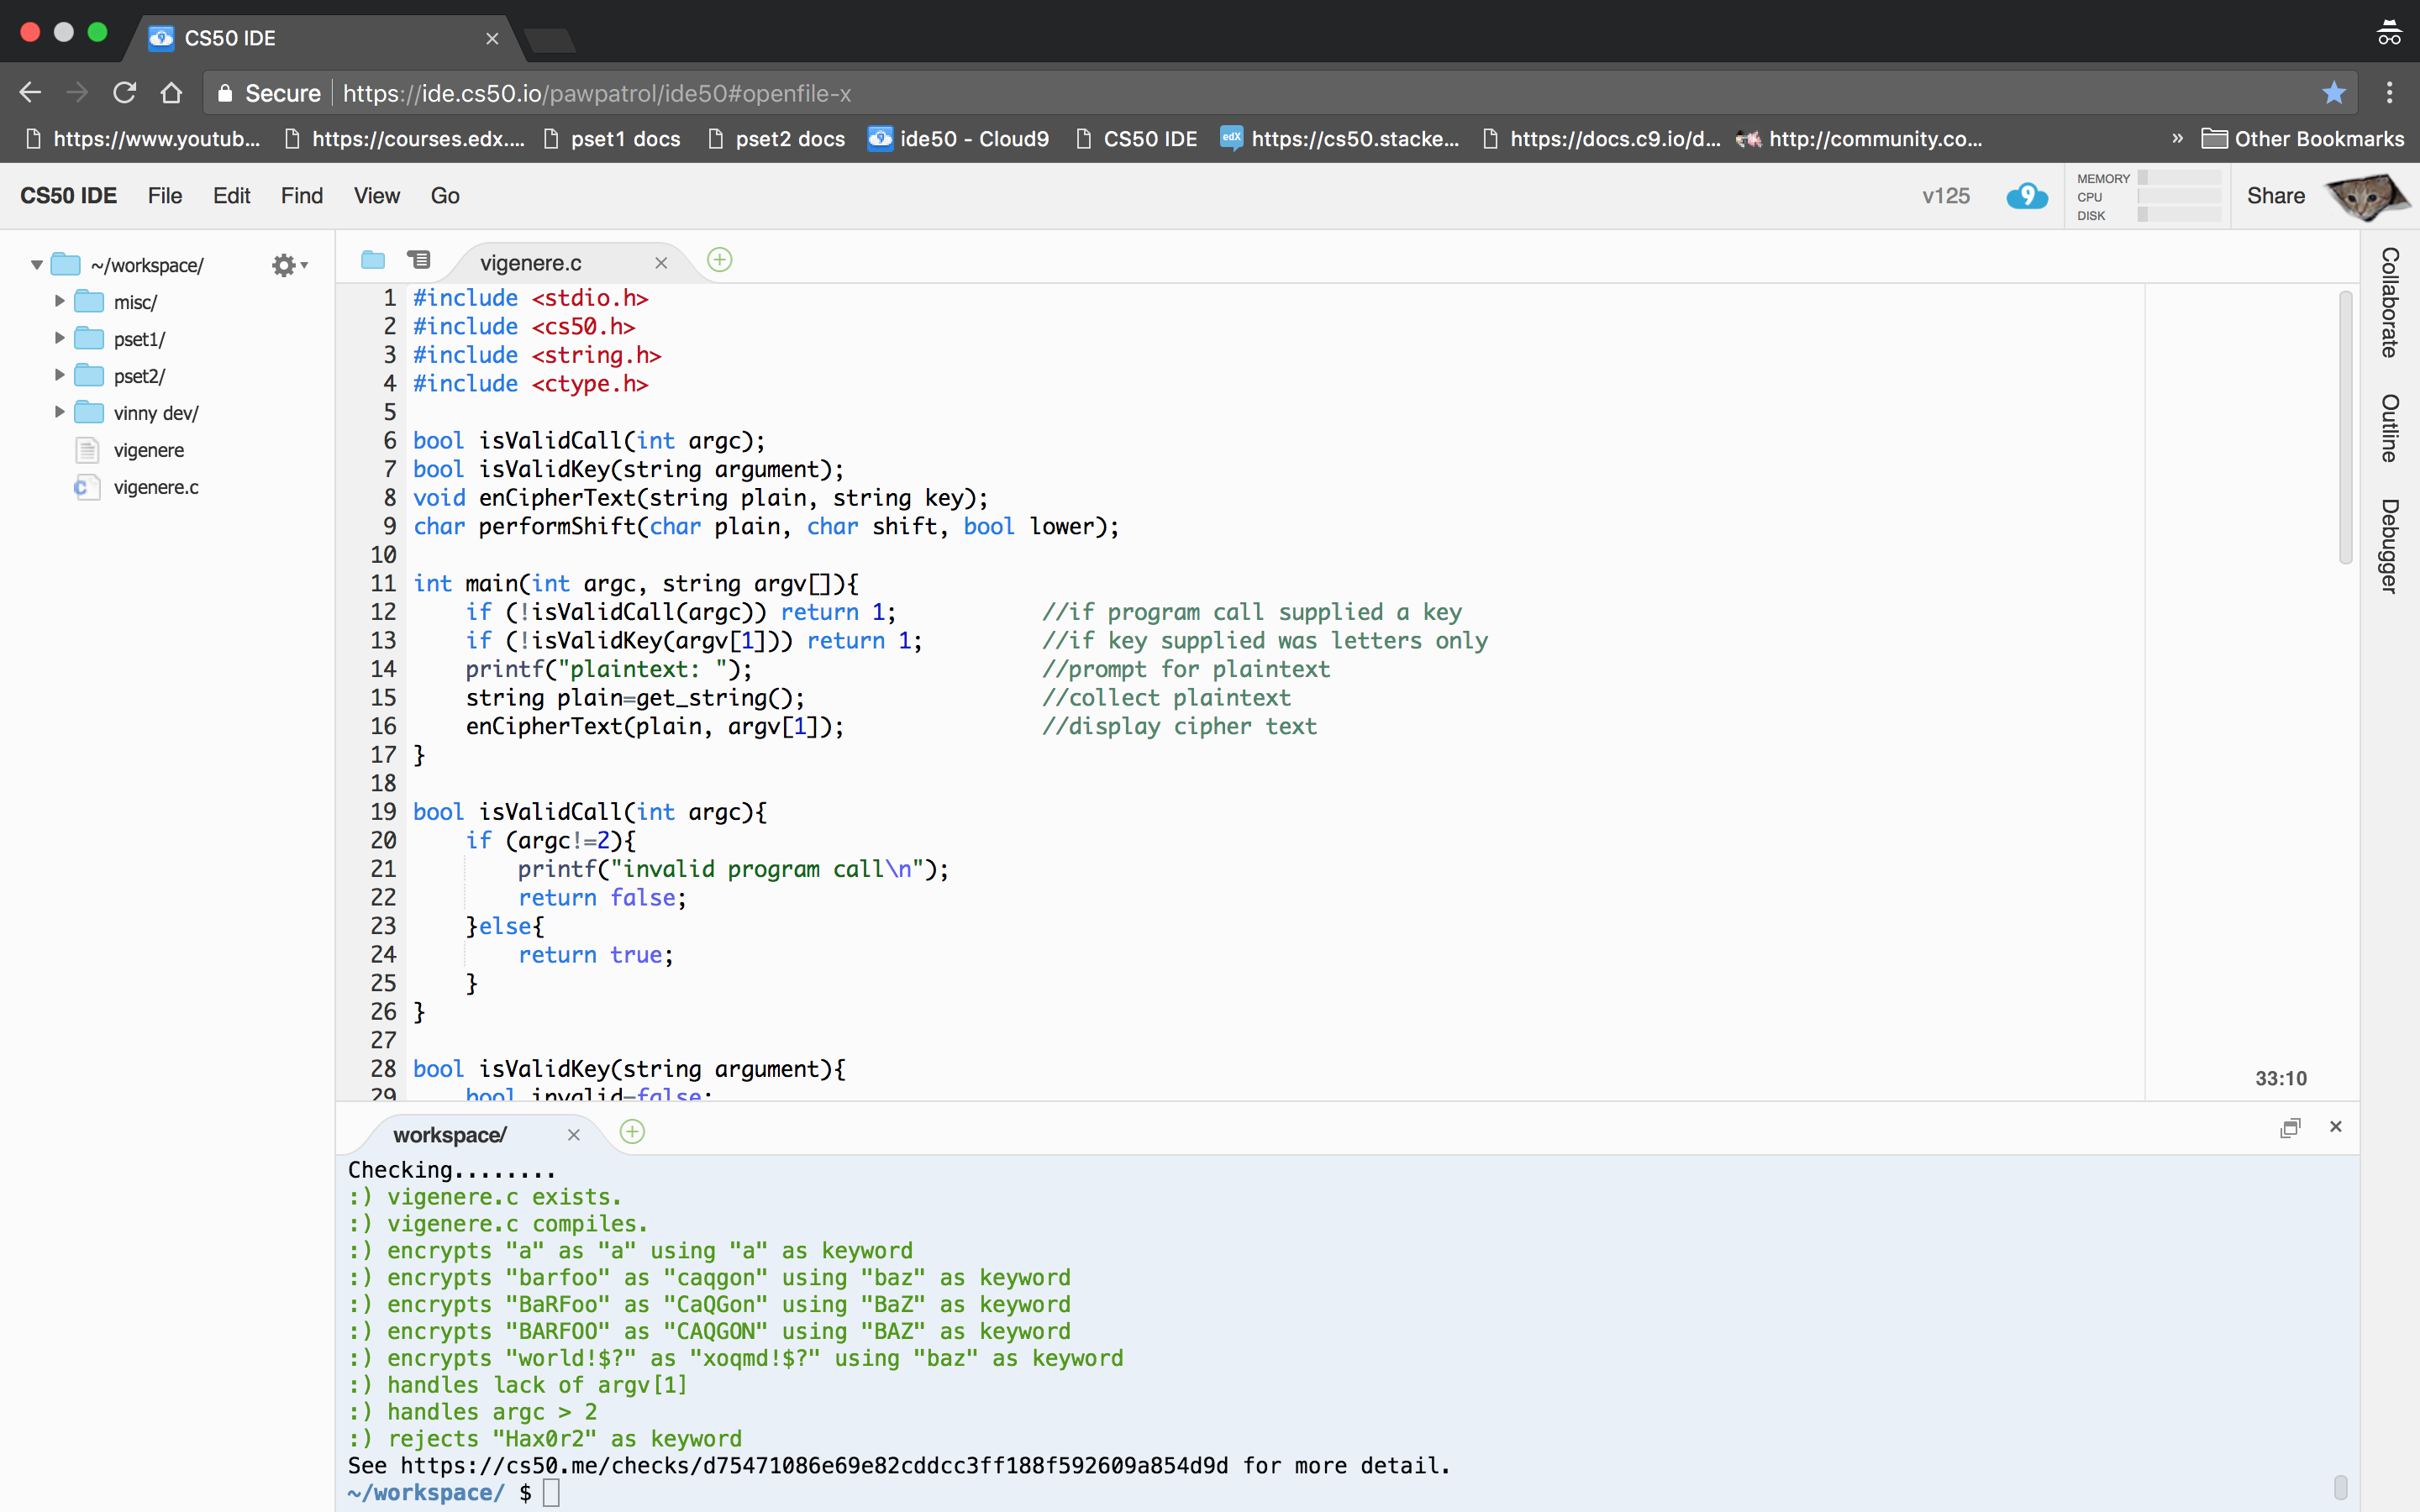 CS50 IDE
Secure https://ide.cs50.io/pawpatrol/ide50#openfile-x
https://www.youtub... https://courses.edx.... pset1 docs pset2 docs ide50 - Cloud9 CS50 IDE edX https://cs50.stacke... https://docs.c9.io/d... http://community.co... » Other Bookmarks
CS50 IDE File Edit Find View Go v125 9 MEMORY CPU DISK Share
~/workspace/
misc/
pset1/
pset2/
vinny dev/
vigenere
vigenere.c
vigenere.c
1 #include <stdio.h>
2 #include <cs50.h>
3 #include <string.h>
4 #include <ctype.h>
5
6 bool isValidCall(int argc);
7 bool isValidKey(string argument);
8 void enCipherText(string plain, string key);
9 char performShift(char plain, char shift, bool lower);
10
11 int main(int argc, string argv[]){
12     if (!isValidCall(argc)) return 1;           //if program call supplied a key
13     if (!isValidKey(argv[1])) return 1;         //if key supplied was letters only
14     printf("plaintext: ");                      //prompt for plaintext
15     string plain=get_string();                  //collect plaintext
16     enCipherText(plain, argv[1]);               //display cipher text
17 }
18
19 bool isValidCall(int argc){
20     if (argc!=2){
21         printf("invalid program call\n");
22         return false;
23     }else{
24         return true;
25     }
26 }
27
28 bool isValidKey(string argument){
29     bool invalid=false;
33:10
Collaborate
Outline
Debugger
workspace/
Checking........
:) vigenere.c exists.
:) vigenere.c compiles.
:) encrypts "a" as "a" using "a" as keyword
:) encrypts "barfoo" as "caqgon" using "baz" as keyword
:) encrypts "BaRFoo" as "CaQGon" using "BaZ" as keyword
:) encrypts "BARFOO" as "CAQGON" using "BAZ" as keyword
:) encrypts "world!$?" as "xoqmd!$?" using "baz" as keyword
:) handles lack of argv[1]
:) handles argc > 2
:) rejects "Hax0r2" as keyword
See https://cs50.me/checks/d75471086e69e82cddcc3ff188f592609a854d9d for more detail.
~/workspace/ $